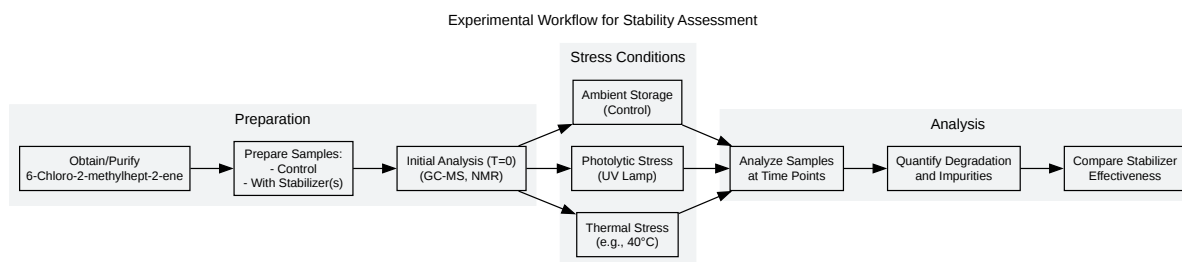 Experimental Workflow for Stability Assessment
Preparation
Obtain/Purify
6-Chloro-2-methylhept-2-ene
Prepare Samples:
- Control
- With Stabilizer(s)
Initial Analysis (T=0)
(GC-MS, NMR)
Stress Conditions
Ambient Storage
(Control)
Photolytic Stress
(UV Lamp)
Thermal Stress
(e.g., 40°C)
Analysis
Analyze Samples
at Time Points
Quantify Degradation
and Impurities
Compare Stabilizer
Effectiveness